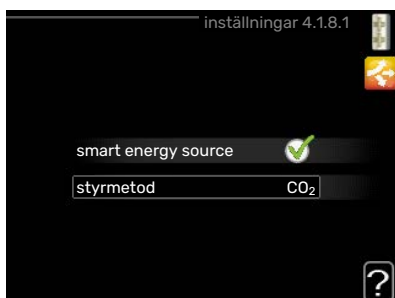 inställningar 4.1.8.1
smart energy source
styrmetod CO₂
?